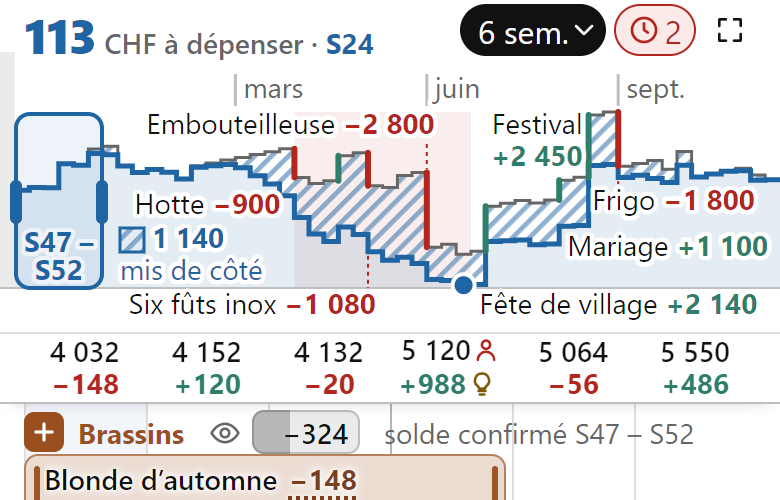 113 CHF à dépenser · S24
6 sem.
2
mars
juin
sept.
Embouteilleuse −2 800
Festival
+2 450
Hotte −900
Frigo −1 800
S47 –
S52
1 140
mis de côté
Mariage +1 100
Six fûts inox −1 080
Fête de village +2 140
4 032 4 152 4 132 5 120 5 064 5 550
−148 +120 −20 +988 −56 +486
+ Brassins −324 solde confirmé S47 – S52
Blonde d’automne −148